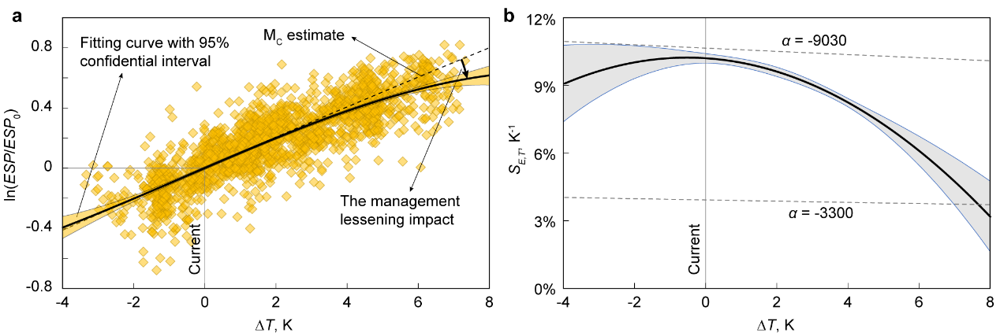 a
Fitting curve with 95%
confidential interval
M_C estimate
The management
lessening impact
Current
ln(ESP/ESP_0)
0.8
0.4
0
-0.4
-0.8
-4
-2
0
2
4
6
8
ΔT, K
b
α = -9030
α = -3300
Current
S_{E,T}, K^{-1}
12%
9%
6%
3%
0%
-4
-2
0
2
4
6
8
ΔT, K